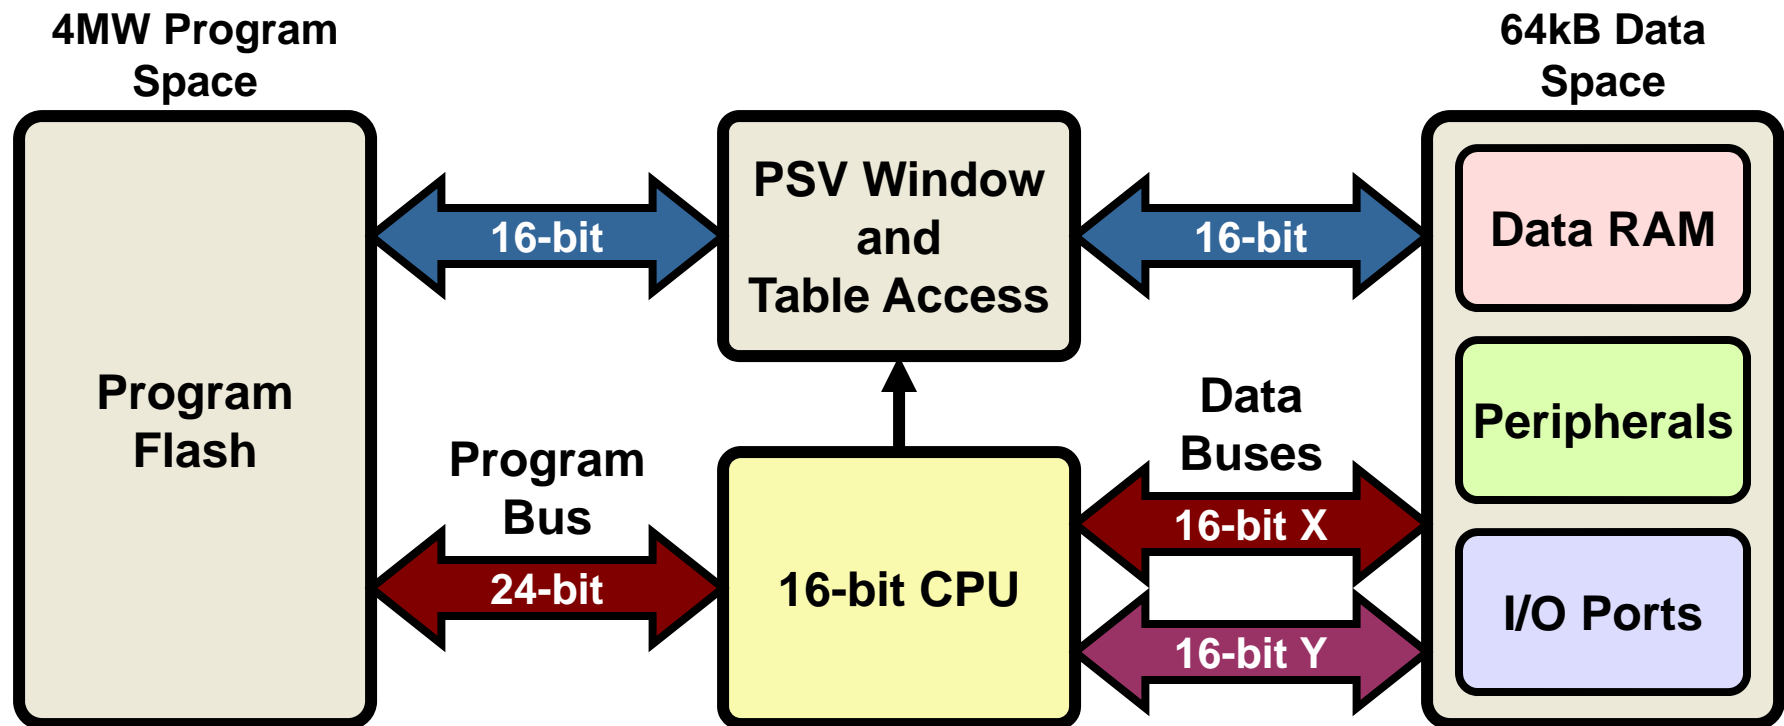 4MW Program
Space
64kB Data
Space
Program
Flash
16-bit
PSV Window
and
Table Access
16-bit
Data RAM
Peripherals
I/O Ports
Program
Bus
24-bit
16-bit CPU
Data
Buses
16-bit X
16-bit Y